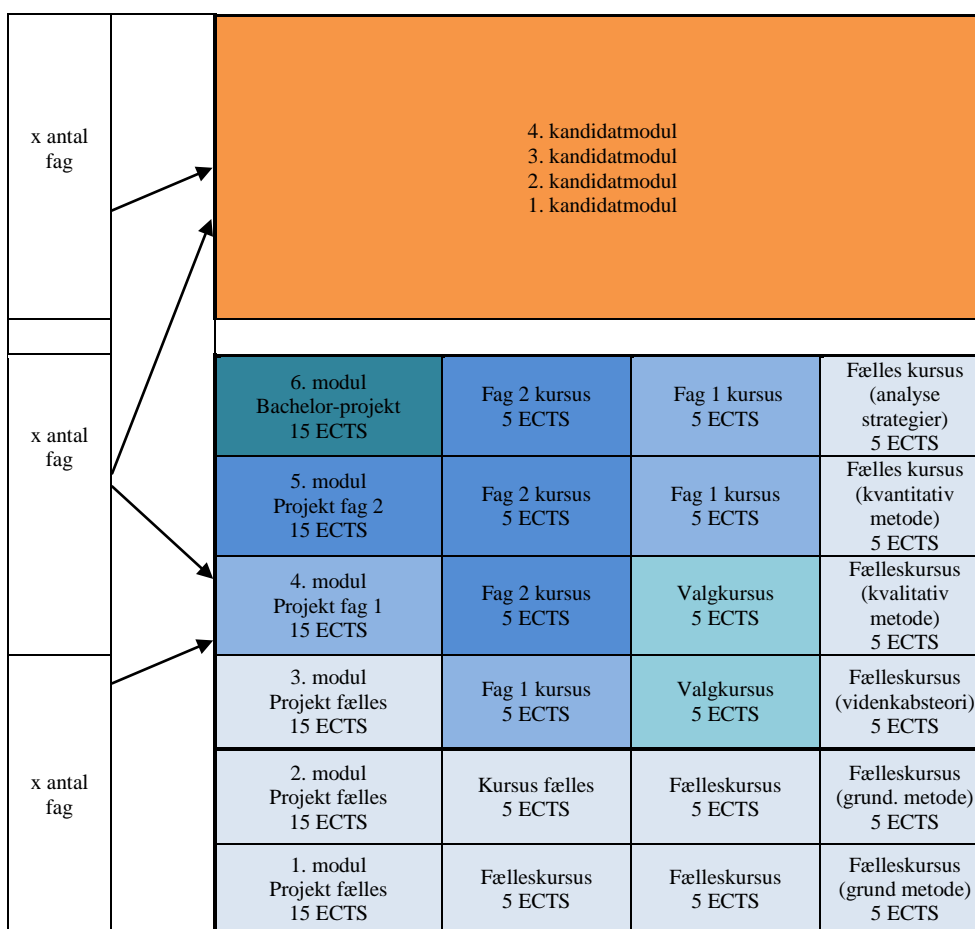 x antal
fag
4. kandidatmodul
3. kandidatmodul
2. kandidatmodul
1. kandidatmodul
x antal
fag
6. modul
Bachelor-projekt
15 ECTS
Fag 2 kursus
5 ECTS
Fag 1 kursus
5 ECTS
Fælles kursus
(analyse
strategier)
5 ECTS
5. modul
Projekt fag 2
15 ECTS
Fag 2 kursus
5 ECTS
Fag 1 kursus
5 ECTS
Fælles kursus
(kvantitativ
metode)
5 ECTS
4. modul
Projekt fag 1
15 ECTS
Fag 2 kursus
5 ECTS
Valgkursus
5 ECTS
Fælleskursus
(kvalitativ
metode)
5 ECTS
x antal
fag
3. modul
Projekt fælles
15 ECTS
Fag 1 kursus
5 ECTS
Valgkursus
5 ECTS
Fælleskursus
(videnkabsteori)
5 ECTS
2. modul
Projekt fælles
15 ECTS
Kursus fælles
5 ECTS
Fælleskursus
5 ECTS
Fælleskursus
(grund. metode)
5 ECTS
1. modul
Projekt fælles
15 ECTS
Fælleskursus
5 ECTS
Fælleskursus
5 ECTS
Fælleskursus
(grund metode)
5 ECTS